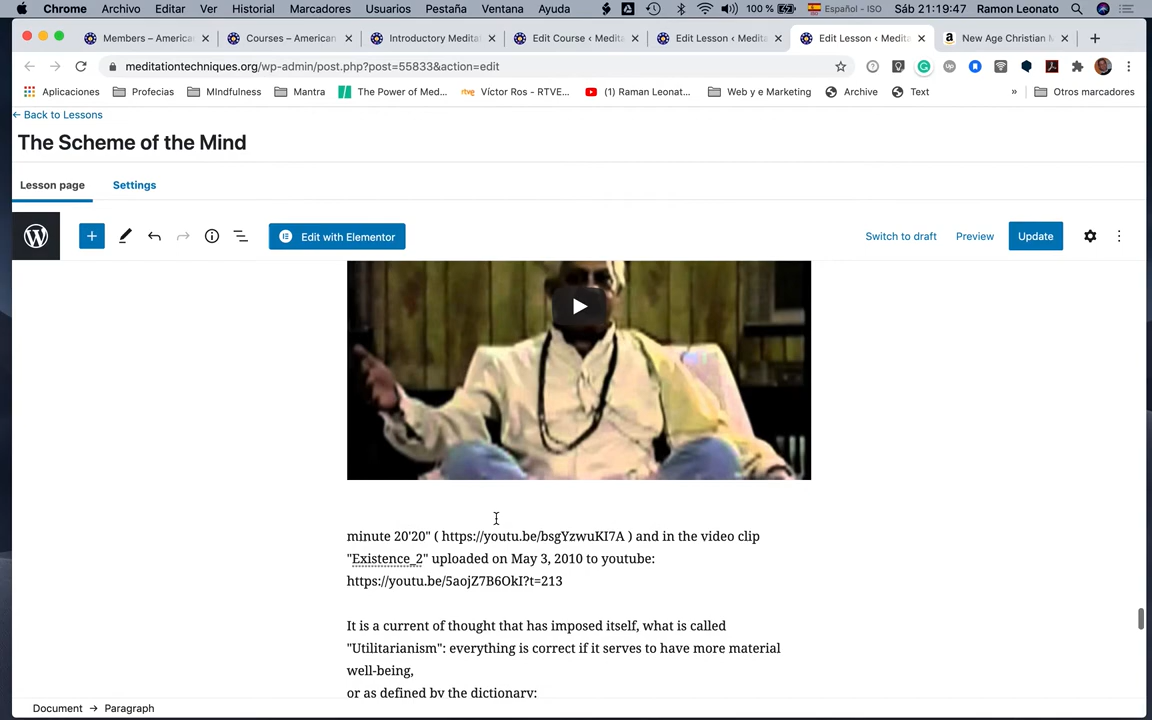 Chrome Archivo Editar Ver Historial Marcadores Usuarios Pestaña Ventana Ayuda 100 % Español - ISO Sáb 21:19:47 Ramon Leonato
Members – America Courses – American Introductory Medita Edit Course ‹ Medita Edit Lesson ‹ Medita Edit Lesson ‹ Medita New Age Christian M
meditationtechniques.org/wp-admin/post.php?post=55833&action=edit
Aplicaciones Profecias MIndfulness Mantra The Power of Med... Víctor Ros - RTVE... (1) Raman Leonat... Web y e Marketing Archive Text » Otros marcadores
← Back to Lessons
The Scheme of the Mind
Lesson page Settings
Edit with Elementor Switch to draft Preview Update
minute 20'20" ( https://youtu.be/bsgYzwuKI7A ) and in the video clip
"Existence_2" uploaded on May 3, 2010 to youtube:
https://youtu.be/5aojZ7B6OkI?t=213
It is a current of thought that has imposed itself, what is called
"Utilitarianism": everything is correct if it serves to have more material
well-being,
or as defined by the dictionary:
Document → Paragraph